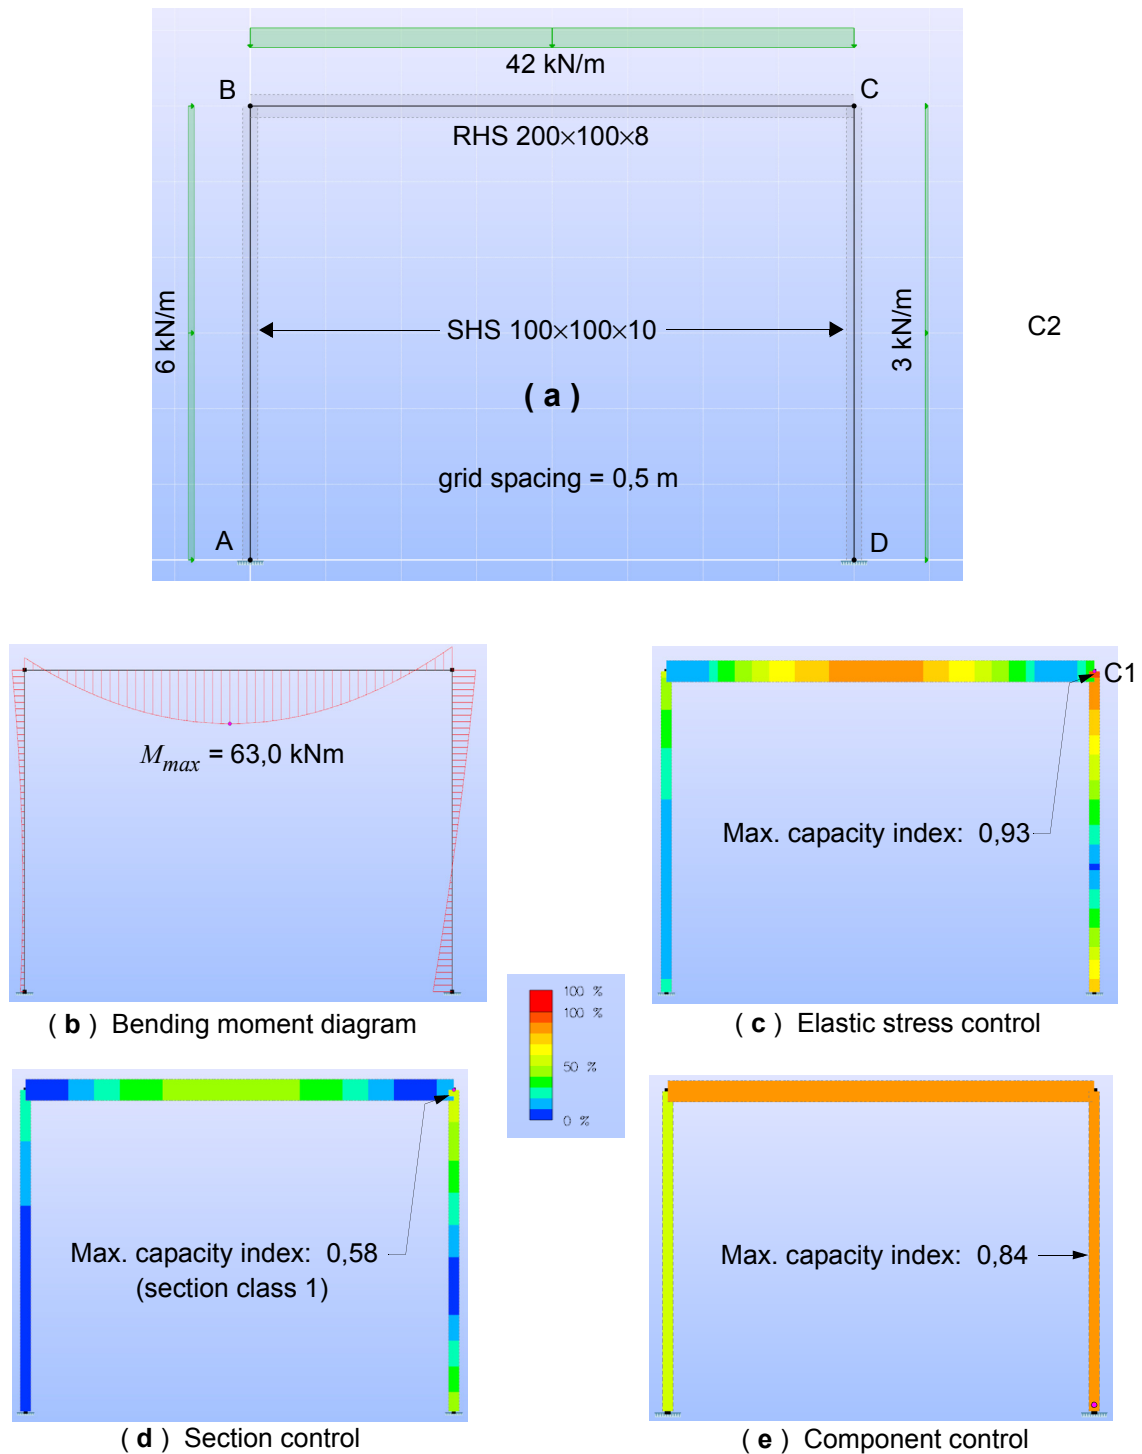 42 kN/m
B
C
RHS 200×100×8
6 kN/m
SHS 100×100×10
3 kN/m
C2
( a )
grid spacing = 0,5 m
A
D
M_max = 63,0 kNm
C1
Max. capacity index: 0,93
( b ) Bending moment diagram
( c ) Elastic stress control
100 %
100 %
50 %
0 %
Max. capacity index: 0,58
(section class 1)
Max. capacity index: 0,84
( d ) Section control
( e ) Component control